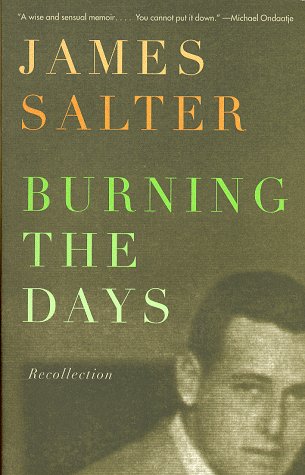 "A wise and sensual memoir. . . . You cannot put it down." —Michael Ondaatje
JAMES
SALTER
BURNING
THE
DAYS
Recollection